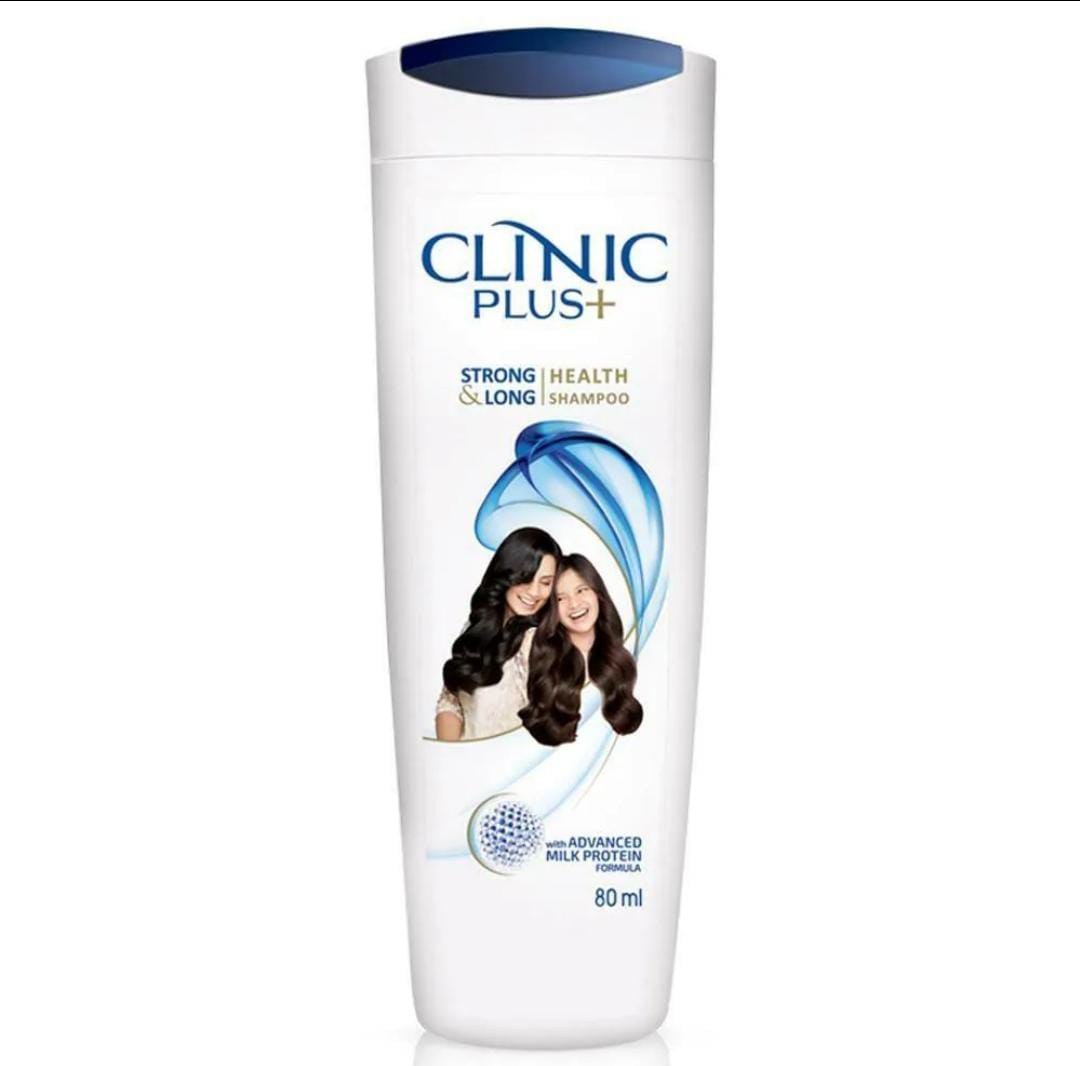 CLINIC
PLUS+
STRONG
& LONG
HEALTH
SHAMPOO
with ADVANCED
MILK PROTEIN
FORMULA
80 ml